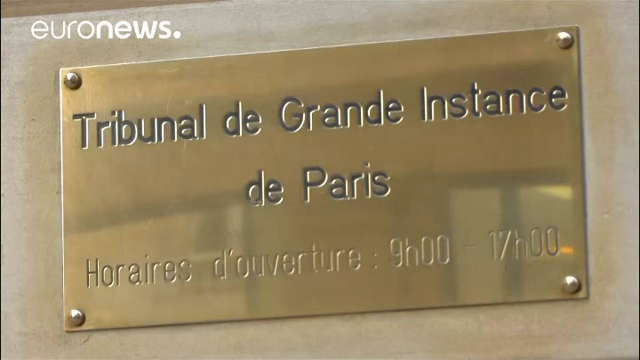 euronews.
Tribunal de Grande Instance
de Paris
Horaires d'ouverture : 9h00 - 17h00